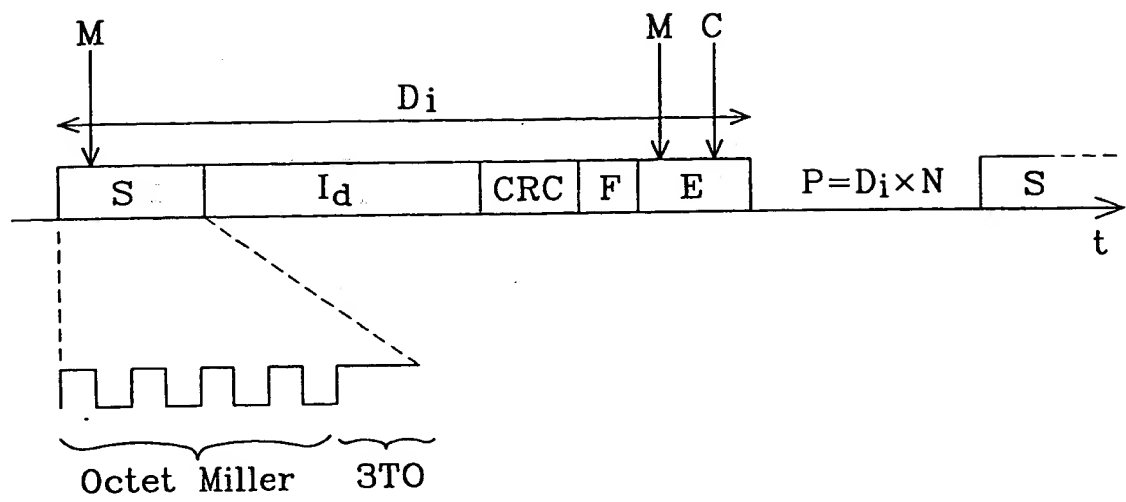 M M C
Di
S Id CRC F E P=Di×N S
t
Octet Miller 3TO